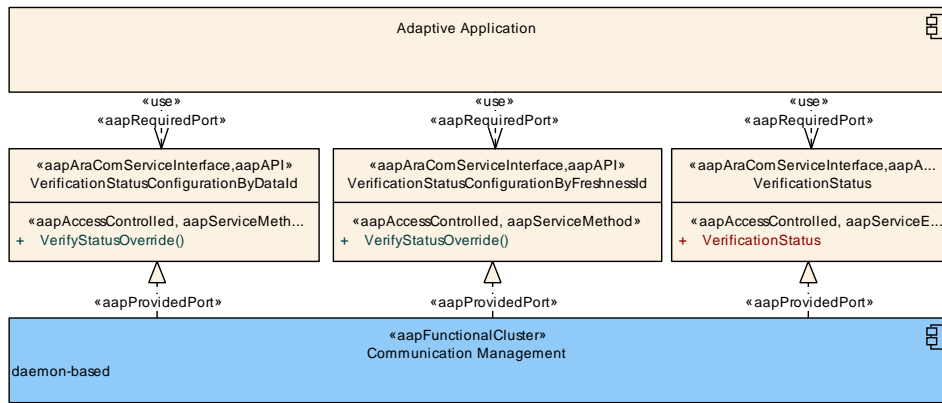 Adaptive Application
«use» «use» «use»
«aapRequiredPort» «aapRequiredPort» «aapRequiredPort»
«aapAraComServiceInterface,aapAPI»
VerificationStatusConfigurationByDataId
«aapAccessControlled, aapServiceMeth...
+ VerifyStatusOverride()
«aapAraComServiceInterface,aapAPI»
VerificationStatusConfigurationByFreshnessId
«aapAccessControlled, aapServiceMethod»
+ VerifyStatusOverride()
«aapAraComServiceInterface,aapA...
VerificationStatus
«aapAccessControlled, aapServiceE...
+ VerificationStatus
«aapProvidedPort» «aapProvidedPort» «aapProvidedPort»
«aapFunctionalCluster»
Communication Management
daemon-based